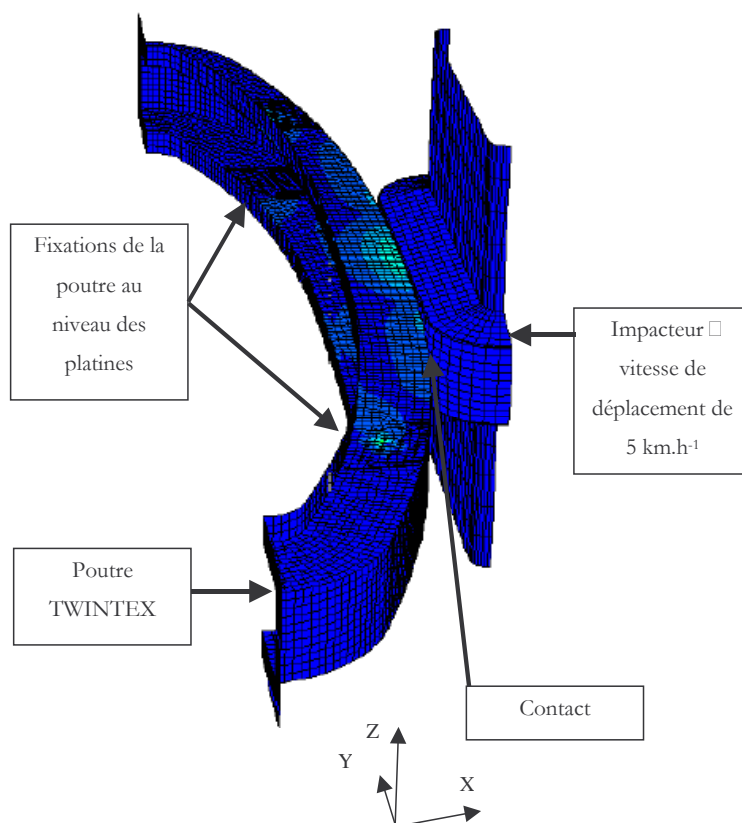 Fixations de la
poutre au
niveau des
platines
Impacteur □
vitesse de
déplacement de
5 km.h⁻¹
Poutre
TWINTEX
Contact
Z
Y
X